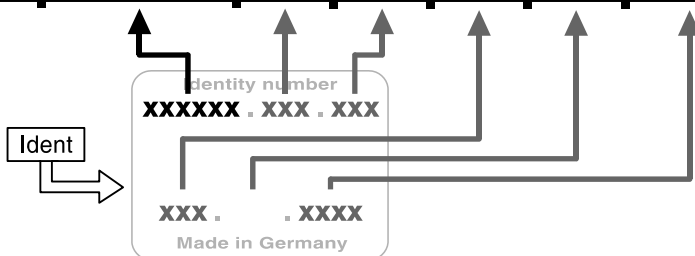 Identity number
xxxxxx . xxx . xxx
Ident
xxx . . xxxx
Made in Germany